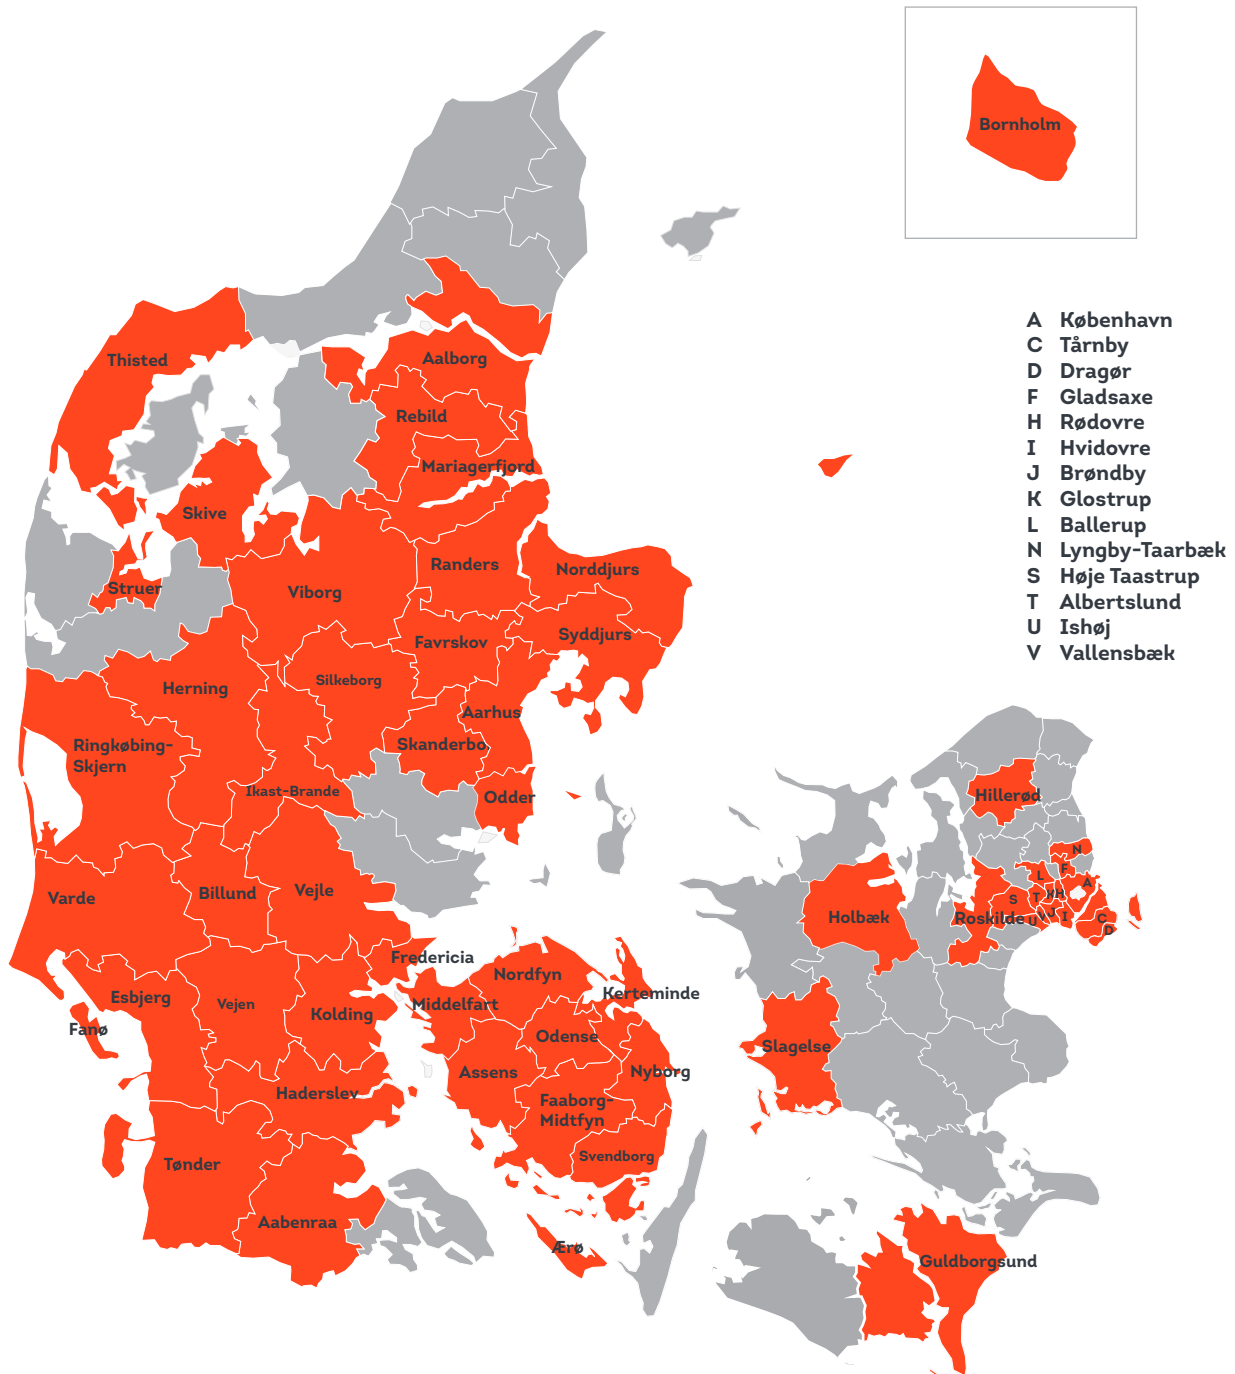 Bornholm
A København
C Tårnby
D Dragør
F Gladsaxe
H Rødovre
I Hvidovre
J Brøndby
K Glostrup
L Ballerup
N Lyngby-Taarbæk
S Høje Taastrup
T Albertslund
U Ishøj
V Vallensbæk
Thisted
Aalborg
Rebild
Mariagerfjord
Skive
Struer
Viborg
Randers
Norddjurs
Favrskov
Syddjurs
Herning
Silkeborg
Aarhus
Skanderbo
Ringkøbing-
Skjern
Ikast-Brande
Odder
Varde
Billund
Vejle
Fredericia
Esbjerg
Vejen
Kolding
Middelfart
Nordfyn
Kerteminde
Fanø
Odense
Assens
Nyborg
Haderslev
Faaborg-
Midtfyn
Svendborg
Tønder
Aabenraa
Ærø
Hillerød
N
F
L
A
S
T
K
H
Holbæk
Roskilde
U
V
J
I
C
D
Slagelse
Guldborgsund